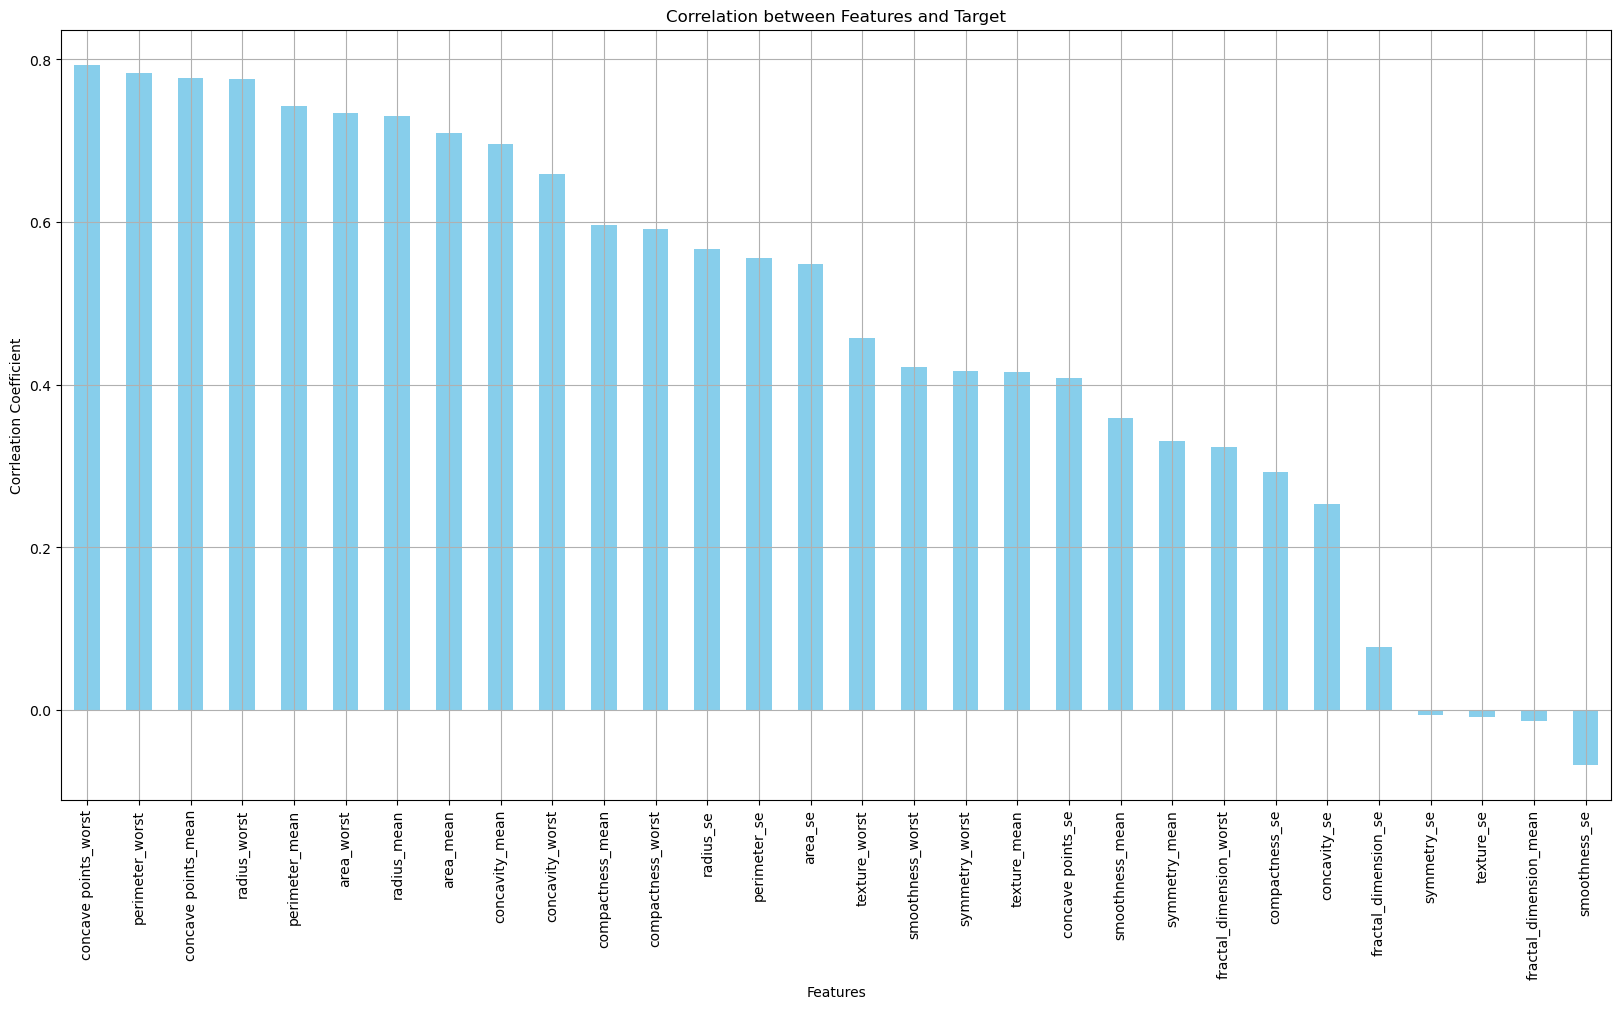 Correlation between Features and Target
Corrleation Coefficient
0.8
0.6
0.4
0.2
0.0
concave points_worst
perimeter_worst
concave points_mean
radius_worst
perimeter_mean
area_worst
radius_mean
area_mean
concavity_mean
concavity_worst
compactness_mean
compactness_worst
radius_se
perimeter_se
area_se
texture_worst
smoothness_worst
symmetry_worst
texture_mean
concave points_se
smoothness_mean
symmetry_mean
fractal_dimension_worst
compactness_se
concavity_se
fractal_dimension_se
symmetry_se
texture_se
fractal_dimension_mean
smoothness_se
Features